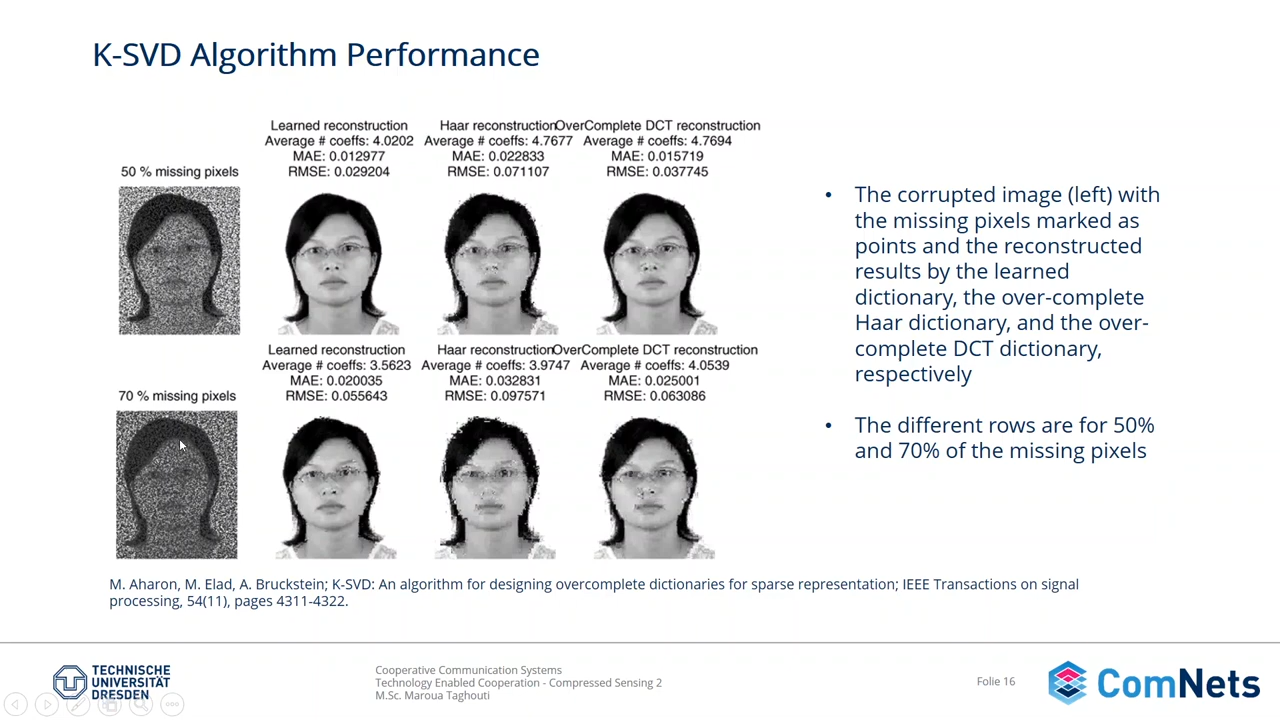 K-SVD Algorithm Performance
Learned reconstruction
Average # coeffs: 4.0202
MAE: 0.012977
RMSE: 0.029204
Haar reconstruction
Average # coeffs: 4.7677
MAE: 0.022833
RMSE: 0.071107
OverComplete DCT reconstruction
Average # coeffs: 4.7694
MAE: 0.015719
RMSE: 0.037745
50 % missing pixels
Learned reconstruction
Average # coeffs: 3.5623
MAE: 0.020035
RMSE: 0.055643
Haar reconstruction
Average # coeffs: 3.9747
MAE: 0.032831
RMSE: 0.097571
OverComplete DCT reconstruction
Average # coeffs: 4.0539
MAE: 0.025001
RMSE: 0.063086
70 % missing pixels
• The corrupted image (left) with
the missing pixels marked as
points and the reconstructed
results by the learned
dictionary, the over-complete
Haar dictionary, and the over-
complete DCT dictionary,
respectively
• The different rows are for 50%
and 70% of the missing pixels
M. Aharon, M. Elad, A. Bruckstein; K-SVD: An algorithm for designing overcomplete dictionaries for sparse representation; IEEE Transactions on signal
processing, 54(11), pages 4311-4322.
TECHNISCHE
UNIVERSITÄT
DRESDEN
Cooperative Communication Systems
Technology Enabled Cooperation - Compressed Sensing 2
M.Sc. Maroua Taghouti
Folie 16
ComNets